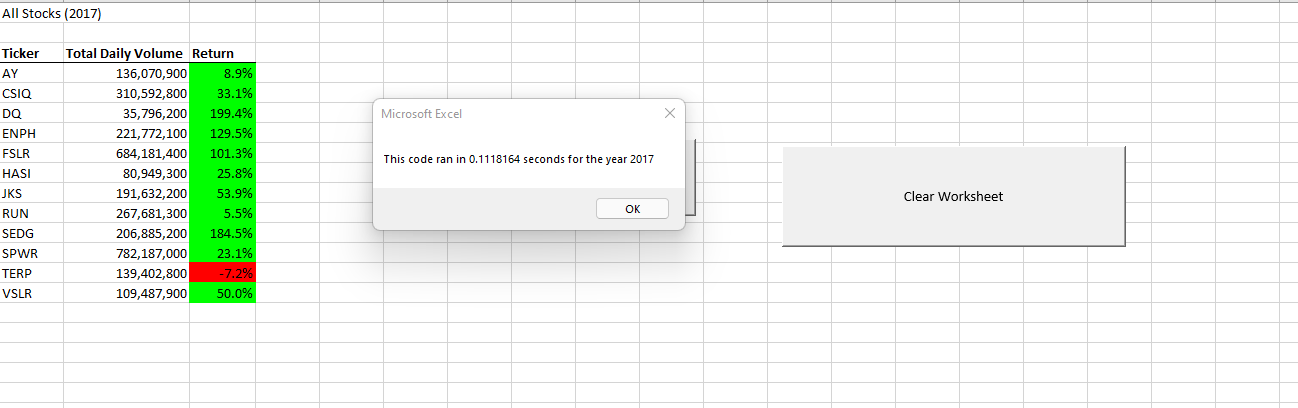 All Stocks (2017)
Ticker Total Daily Volume Return
AY 136,070,900 8.9%
CSIQ 310,592,800 33.1%
DQ 35,796,200 199.4%
ENPH 221,772,100 129.5%
FSLR 684,181,400 101.3%
HASI 80,949,300 25.8%
JKS 191,632,200 53.9%
RUN 267,681,300 5.5%
SEDG 206,885,200 184.5%
SPWR 782,187,000 23.1%
TERP 139,402,800 -7.2%
VSLR 109,487,900 50.0%
Microsoft Excel
This code ran in 0.1118164 seconds for the year 2017
OK
Clear Worksheet